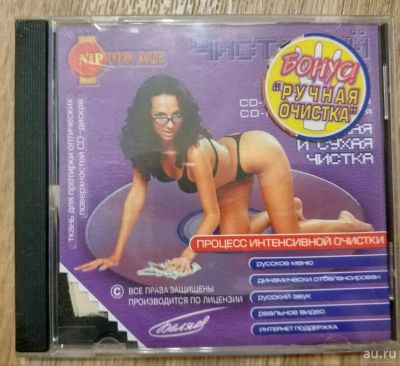 NIPPON ACE
ЧИСТЯЩИЙ
БОНУС!
"РУЧНАЯ
ОЧИСТКА"
CD-
CD-
И СУХАЯ
ЧИСТКА
ткань для протирки оптических
поверхностей CD-дисков
ПРОЦЕСС ИНТЕНСИВНОЙ ОЧИСТКИ
русское меню
динамически отбалансирован
русский звук
реальное видео
интернет поддержка
© ВСЕ ПРАВА ЗАЩИЩЕНЫ
ПРОИЗВОДИТСЯ ПО ЛИЦЕНЗИИ
au.ru